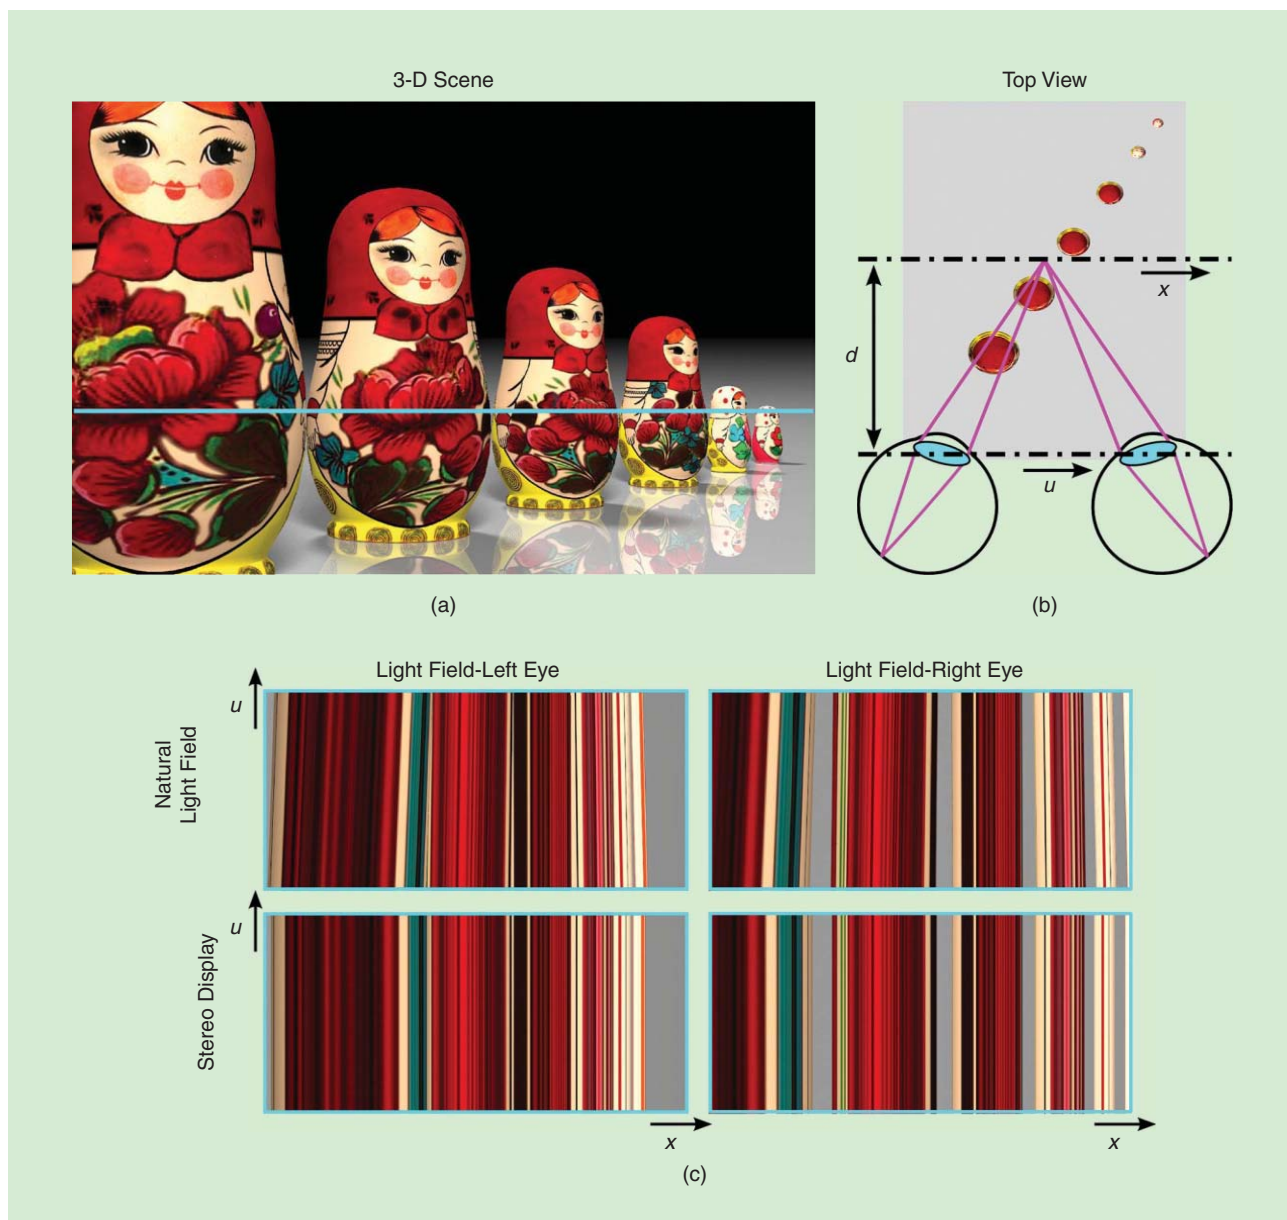 3-D Scene
Top View
x
d
u
(a)
(b)
Light Field-Left Eye
Light Field-Right Eye
u
Natural
Light Field
u
Stereo Display
x
x
(c)